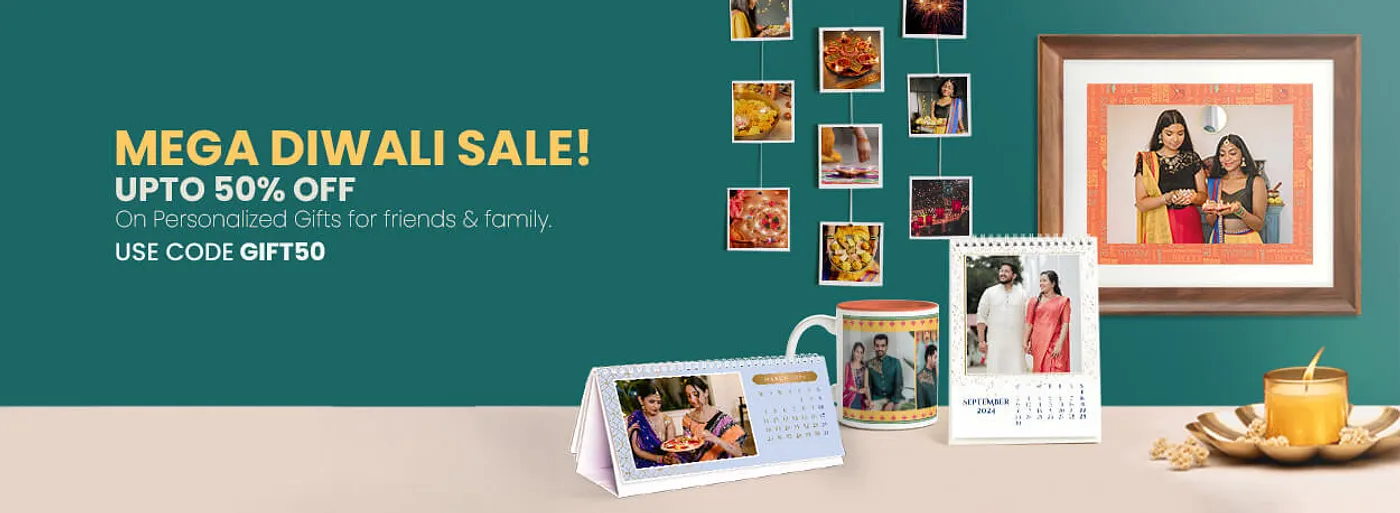 MEGA DIWALI SALE!
UPTO 50% OFF
On Personalized Gifts for friends & family.
USE CODE GIFT50
SEPTEMBER
2024